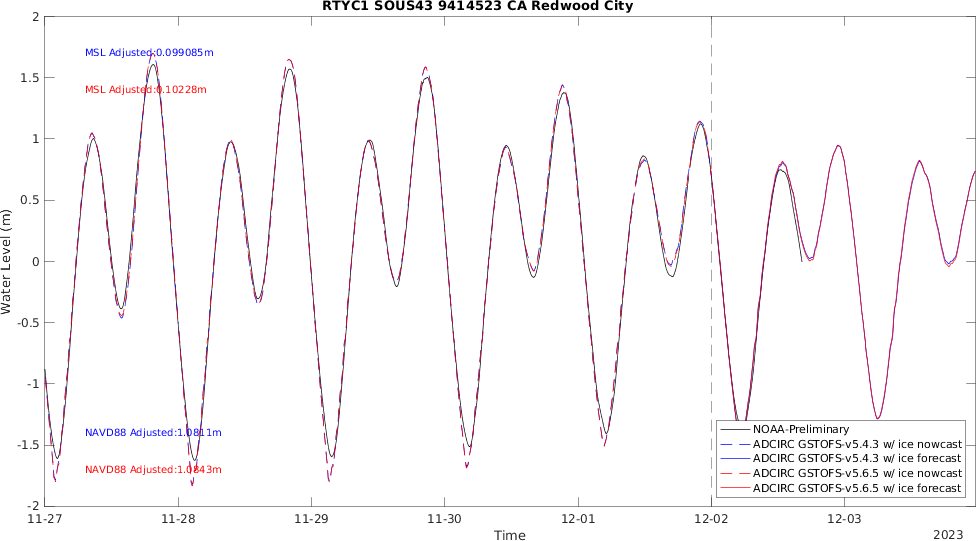 RTYC1 SOUS43 9414523 CA Redwood City
2
1.5
1
0.5
0
-0.5
-1
-1.5
-2
Water Level (m)
MSL Adjusted:0.099085m
MSL Adjusted:0.10228m
NAVD88 Adjusted:1.0811m
NAVD88 Adjusted:1.0843m
NOAA-Preliminary
ADCIRC GSTOFS-v5.4.3 w/ ice nowcast
ADCIRC GSTOFS-v5.4.3 w/ ice forecast
ADCIRC GSTOFS-v5.6.5 w/ ice nowcast
ADCIRC GSTOFS-v5.6.5 w/ ice forecast
11-27 11-28 11-29 11-30 12-01 12-02 12-03
Time
2023